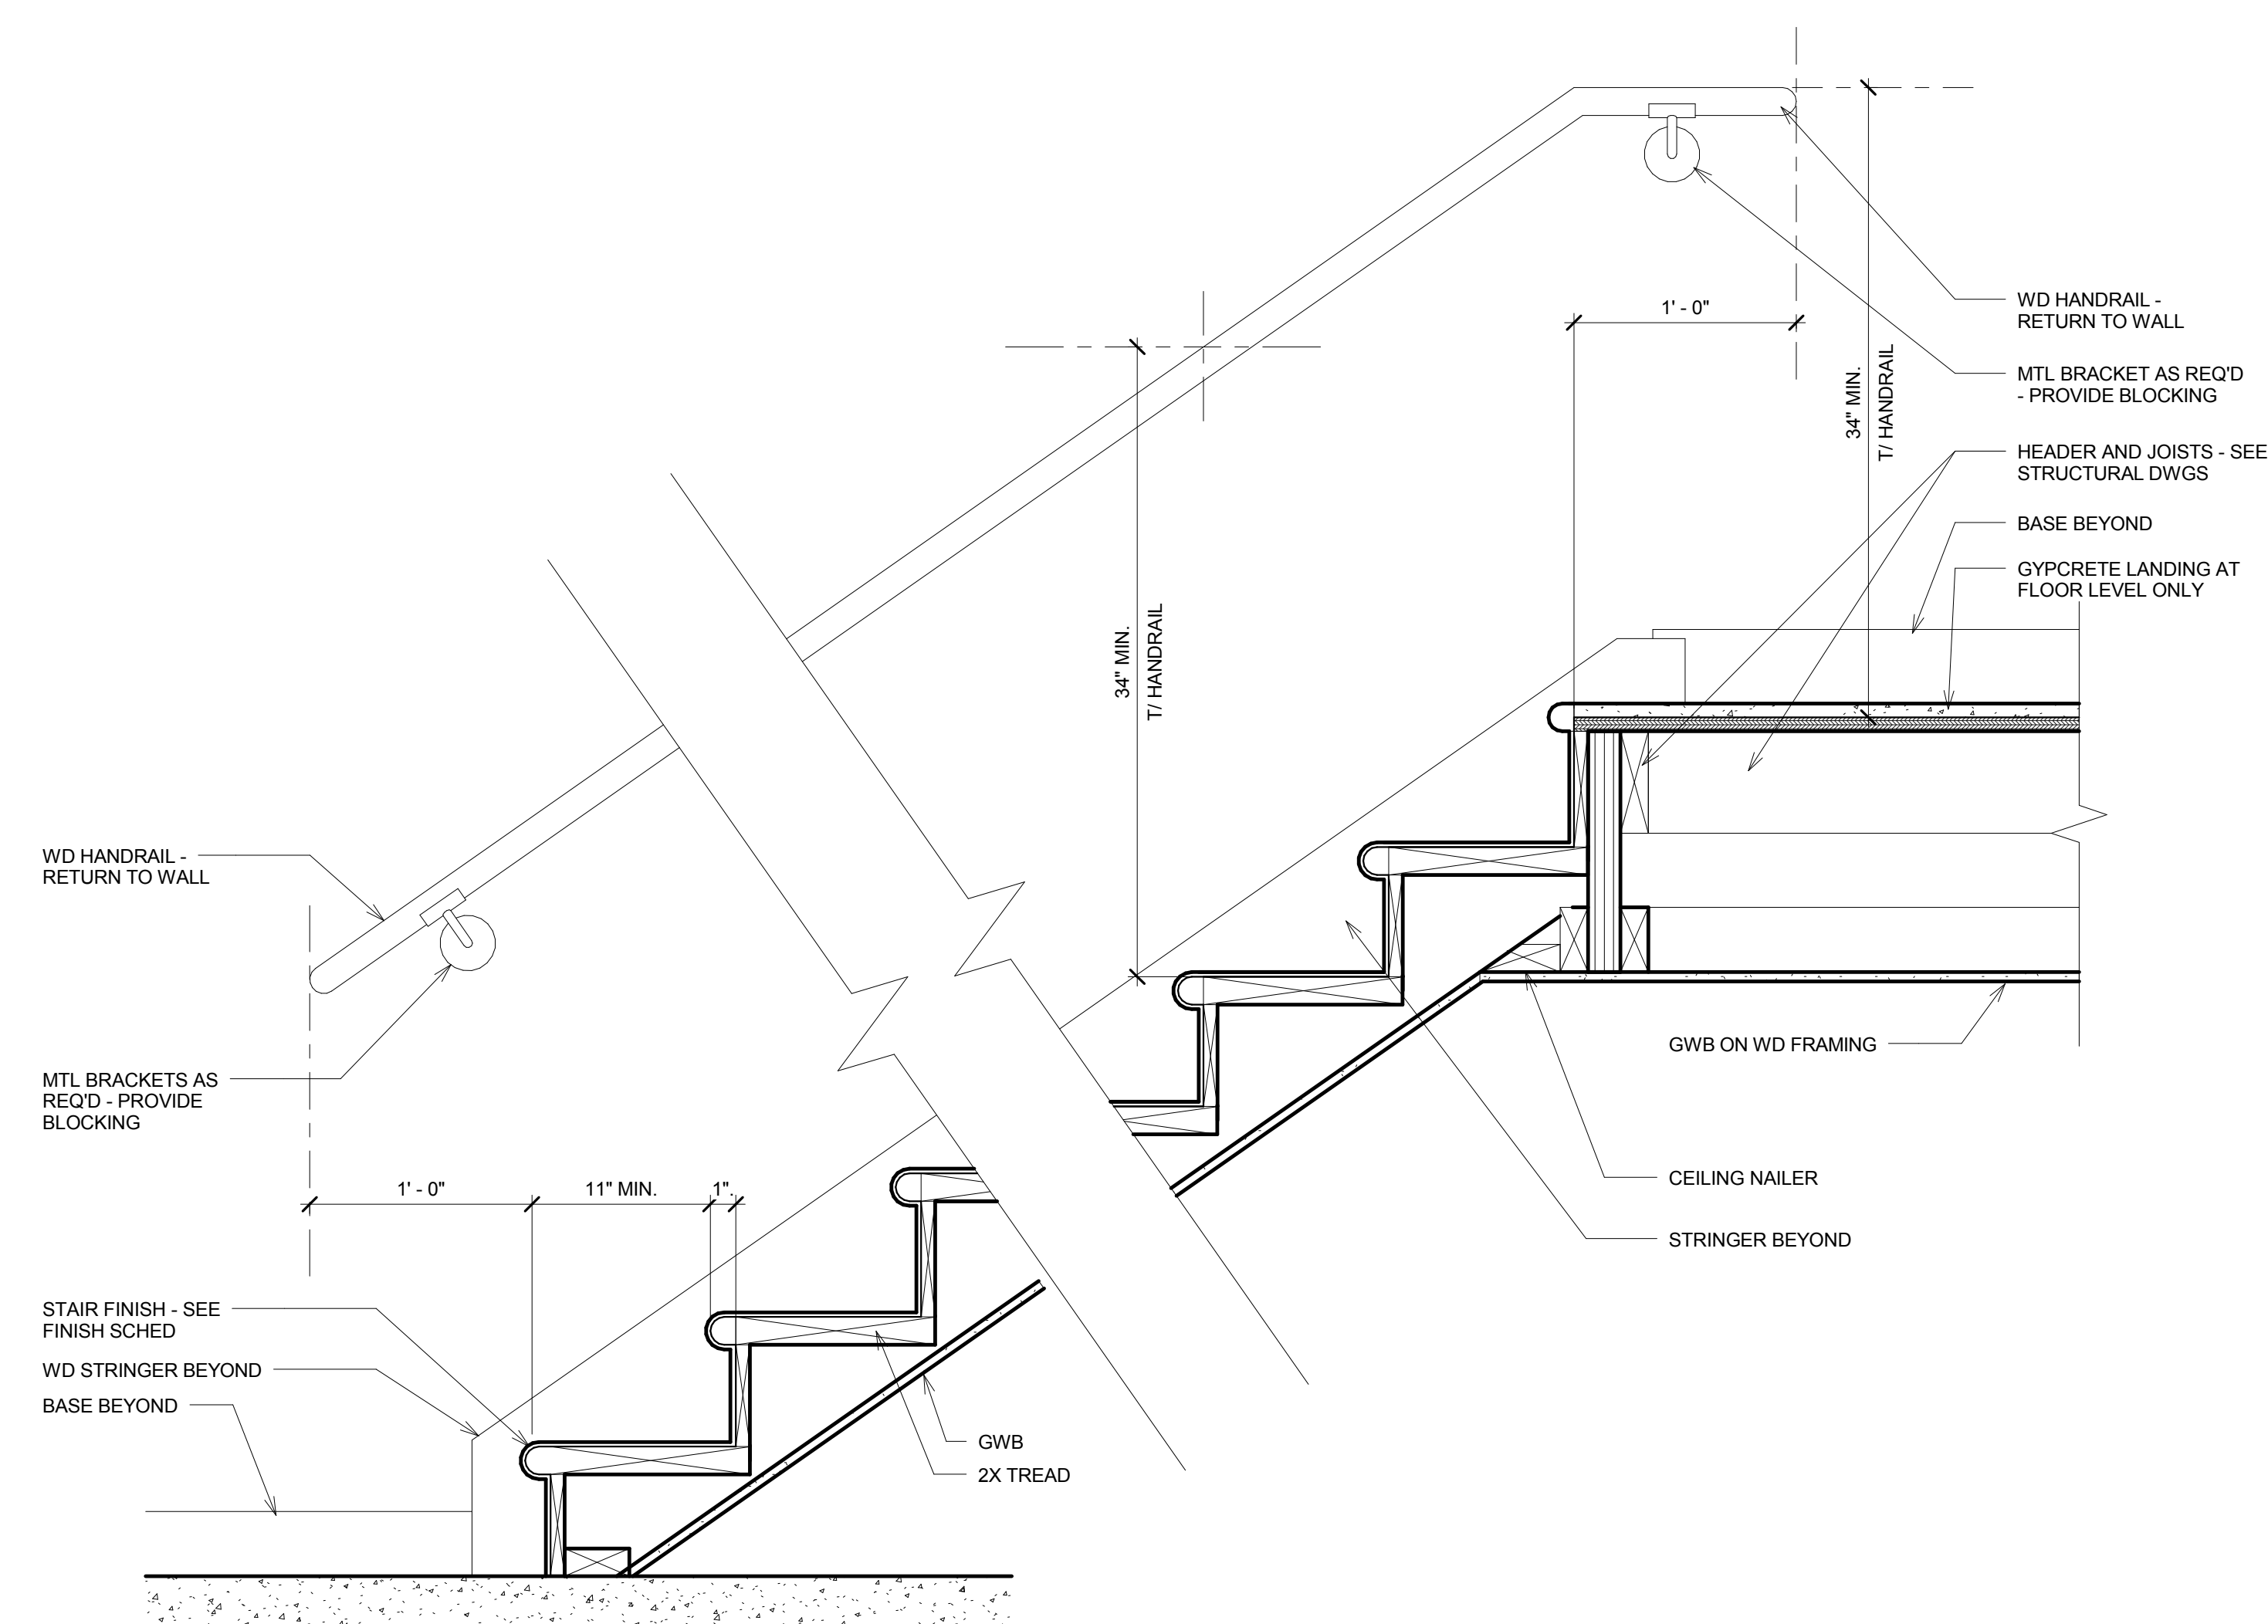 1' - 0"
WD HANDRAIL -
RETURN TO WALL
34" MIN.
T/ HANDRAIL
MTL BRACKET AS REQ'D
- PROVIDE BLOCKING
HEADER AND JOISTS - SEE
STRUCTURAL DWGS
BASE BEYOND
GYPCRETE LANDING AT
FLOOR LEVEL ONLY
34" MIN.
T/ HANDRAIL
WD HANDRAIL -
RETURN TO WALL
MTL BRACKETS AS
REQ'D - PROVIDE
BLOCKING
GWB ON WD FRAMING
CEILING NAILER
STRINGER BEYOND
1' - 0"
11" MIN.
1".
STAIR FINISH - SEE
FINISH SCHED
WD STRINGER BEYOND
BASE BEYOND
GWB
2X TREAD